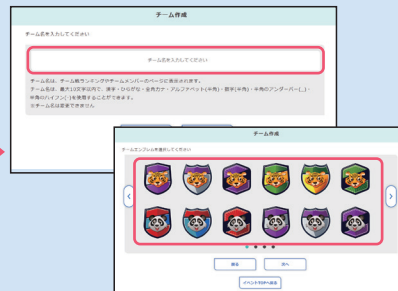 チーム作成
チーム名を入力してください
チーム名を入力してください
チーム名は、チーム戦ランキングやチームメンバーのページに表示されます。
チーム名は、最大10文字以内で、漢字・ひらがな・全角カナ・アルファベット(半角)・数字(半角)・半角のアンダーバー(_)・
半角のハイフン(-)を使用することができます。
※チーム名は変更できません
チーム作成
チームエンブレムを選択してください
戻る
次へ
イベントTOPへ戻る